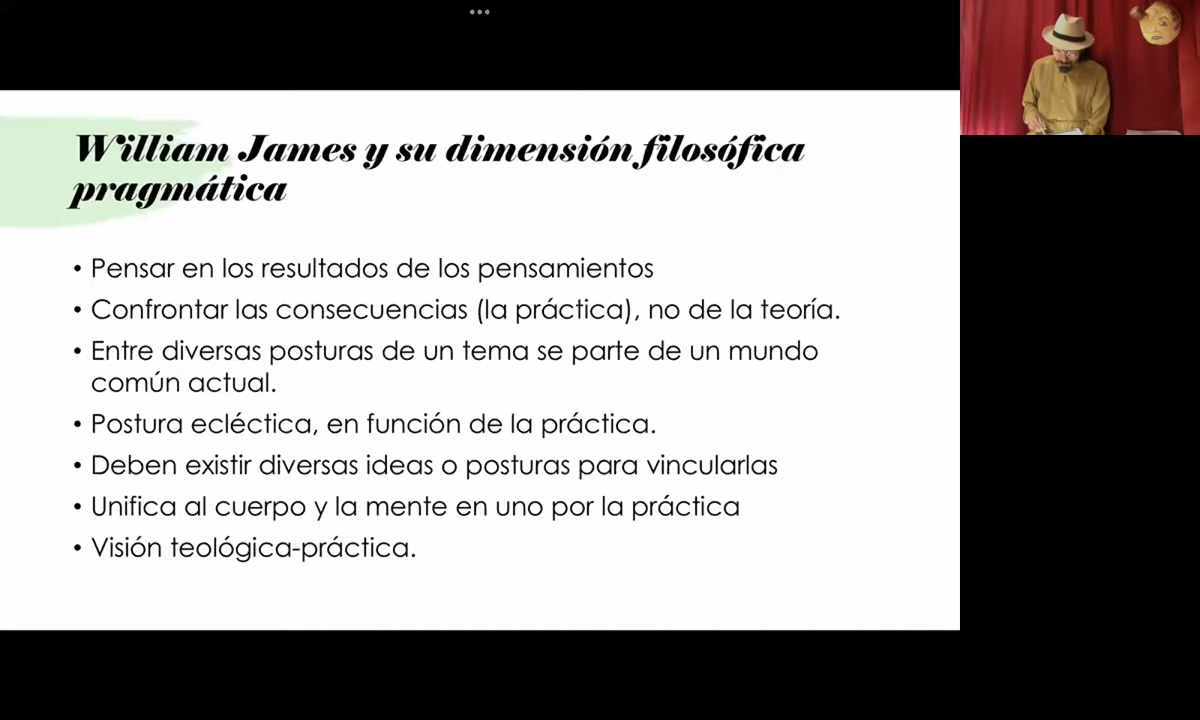 William James y su dimensión filosófica
pragmática
• Pensar en los resultados de los pensamientos
• Confrontar las consecuencias (la práctica), no de la teoría.
• Entre diversas posturas de un tema se parte de un mundo
común actual.
• Postura ecléctica, en función de la práctica.
• Deben existir diversas ideas o posturas para vincularlas
• Unifica al cuerpo y la mente en uno por la práctica
• Visión teológica-práctica.